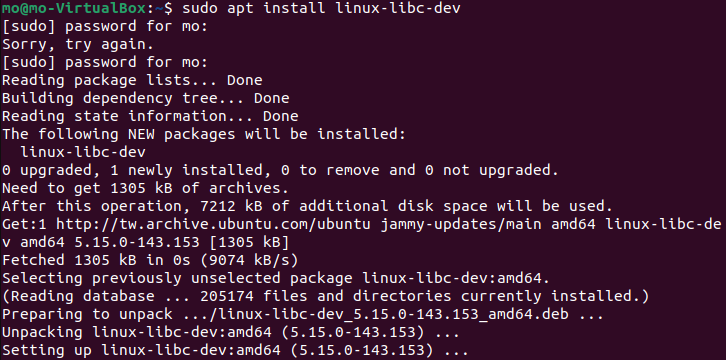 mo@mo-VirtualBox:~$ sudo apt install linux-libc-dev
[sudo] password for mo:
Sorry, try again.
[sudo] password for mo:
Reading package lists... Done
Building dependency tree... Done
Reading state information... Done
The following NEW packages will be installed:
  linux-libc-dev
0 upgraded, 1 newly installed, 0 to remove and 0 not upgraded.
Need to get 1305 kB of archives.
After this operation, 7212 kB of additional disk space will be used.
Get:1 http://tw.archive.ubuntu.com/ubuntu jammy-updates/main amd64 linux-libc-de
v amd64 5.15.0-143.153 [1305 kB]
Fetched 1305 kB in 0s (9074 kB/s)
Selecting previously unselected package linux-libc-dev:amd64.
(Reading database ... 205174 files and directories currently installed.)
Preparing to unpack .../linux-libc-dev_5.15.0-143.153_amd64.deb ...
Unpacking linux-libc-dev:amd64 (5.15.0-143.153) ...
Setting up linux-libc-dev:amd64 (5.15.0-143.153) ...